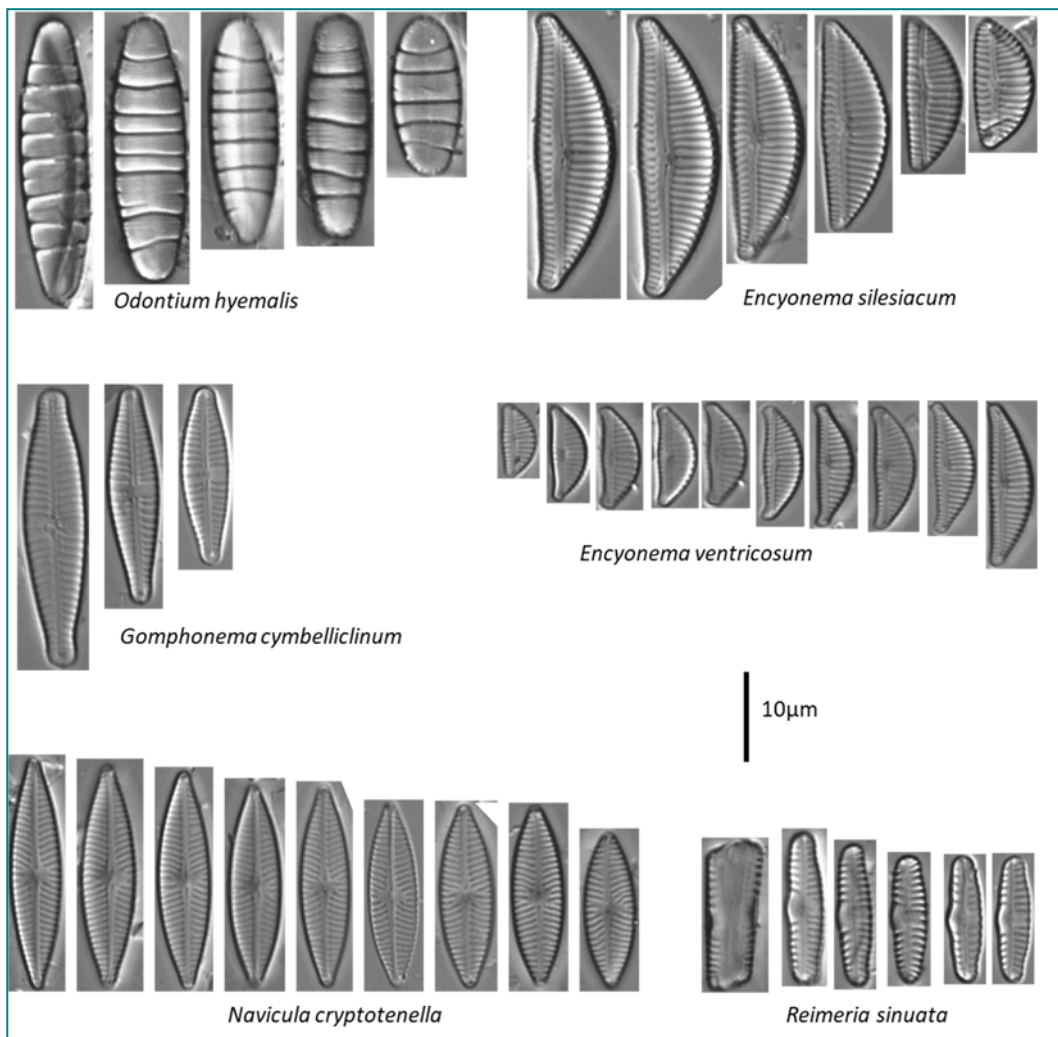 Odontium hyemalis
Encyonema silesiacum
Encyonema ventricosum
Gomphonema cymbelliclinum
10μm
Navicula cryptotenella
Reimeria sinuata